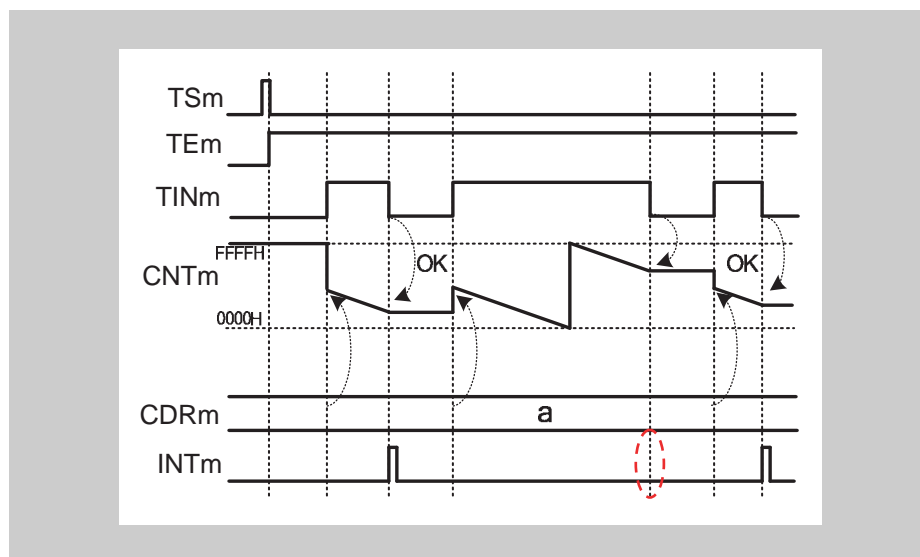 TSm
TEm
TINm
FFFFH
OK
OK
CNTm
0000H
CDRm
a
INTm